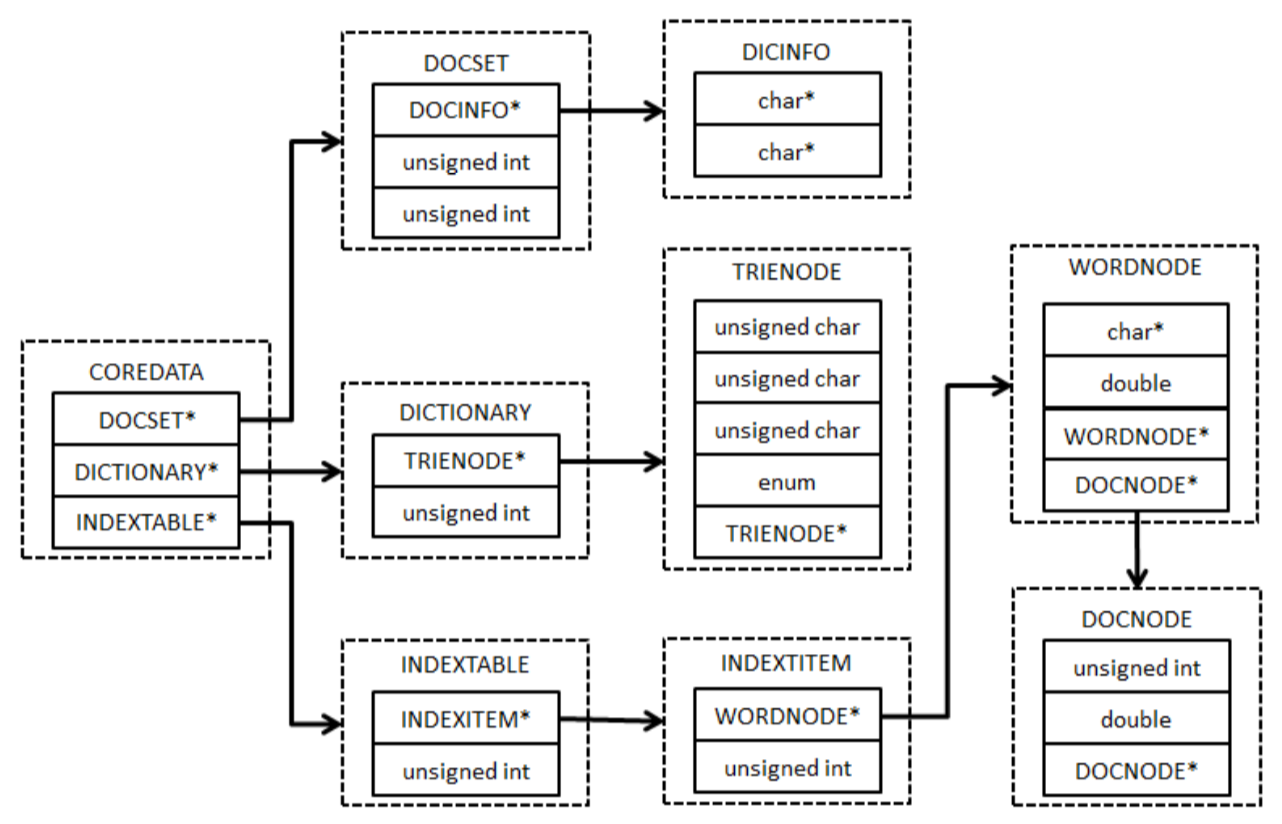 DOCSET
DOCINFO*
unsigned int
unsigned int
DICINFO
char*
char*
COREDATA
DOCSET*
DICTIONARY*
INDEXTABLE*
DICTIONARY
TRIENODE*
unsigned int
TRIENODE
unsigned char
unsigned char
unsigned char
enum
TRIENODE*
WORDNODE
char*
double
WORDNODE*
DOCNODE*
INDEXTABLE
INDEXITEM*
unsigned int
INDEXTITEM
WORDNODE*
unsigned int
DOCNODE
unsigned int
double
DOCNODE*